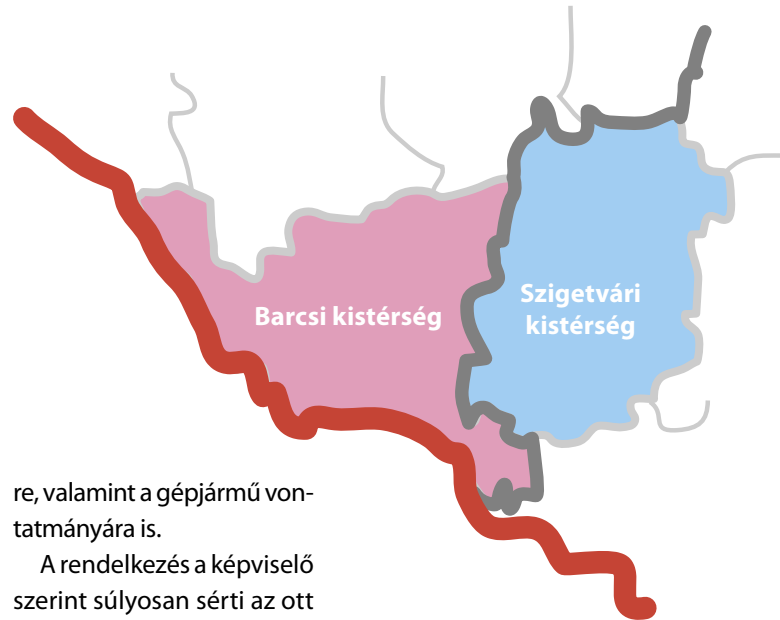 Barcsi kistérség
Szigetvári
kistérség
re, valamint a gépjármű von-
tatmányára is.
A rendelkezés a képviselő
szerint súlyosan sérti az ott